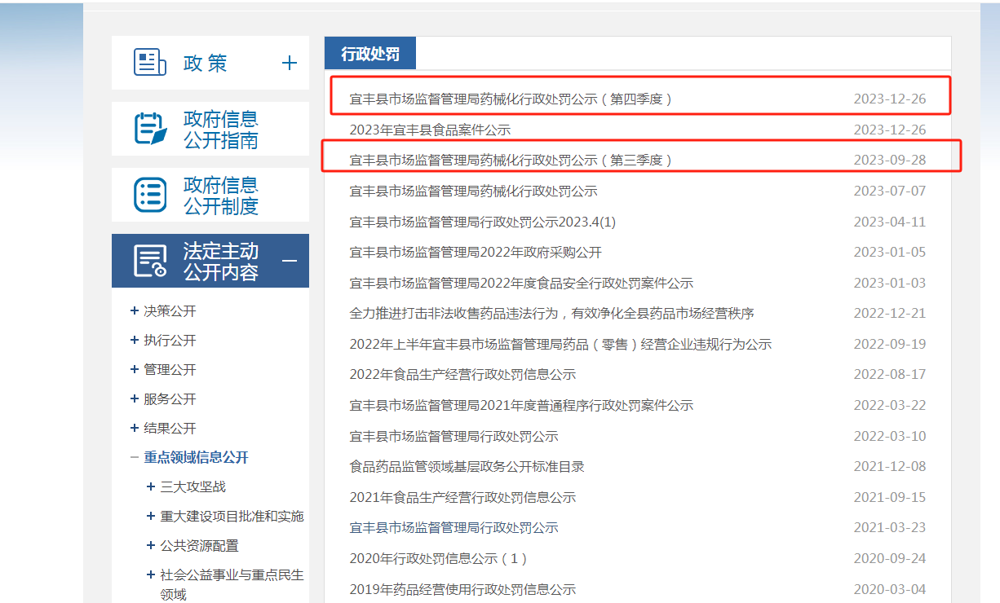 政 策
政府信息
公开指南
政府信息
公开制度
法定主动
公开内容
决策公开
执行公开
管理公开
服务公开
结果公开
重点领域信息公开
三大攻坚战
重大建设项目批准和实施
公共资源配置
社会公益事业与重点民生
领域
行政处罚
宜丰县市场监督管理局药械化行政处罚公示（第四季度） 2023-12-26
2023年宜丰县食品案件公示 2023-12-26
宜丰县市场监督管理局药械化行政处罚公示（第三季度） 2023-09-28
宜丰县市场监督管理局药械化行政处罚公示 2023-07-07
宜丰县市场监督管理局行政处罚公示2023.4(1) 2023-04-11
宜丰县市场监督管理局2022年政府采购公开 2023-01-05
宜丰县市场监督管理局2022年度食品安全行政处罚案件公示 2023-01-03
全力推进打击非法收售药品违法行为，有效净化全县药品市场经营秩序 2022-12-21
2022年上半年宜丰县市场监督管理局药品（零售）经营企业违规行为公示 2022-09-19
2022年食品生产经营行政处罚信息公示 2022-08-17
宜丰县市场监督管理局2021年度普通程序行政处罚案件公示 2022-03-22
宜丰县市场监督管理局行政处罚公示 2022-03-10
食品药品监管领域基层政务公开标准目录 2021-12-08
2021年食品生产经营行政处罚信息公示 2021-09-15
宜丰县市场监督管理局行政处罚公示 2021-03-23
2020年行政处罚信息公示（1） 2020-09-24
2019年药品经营使用行政处罚信息公示 2020-03-04